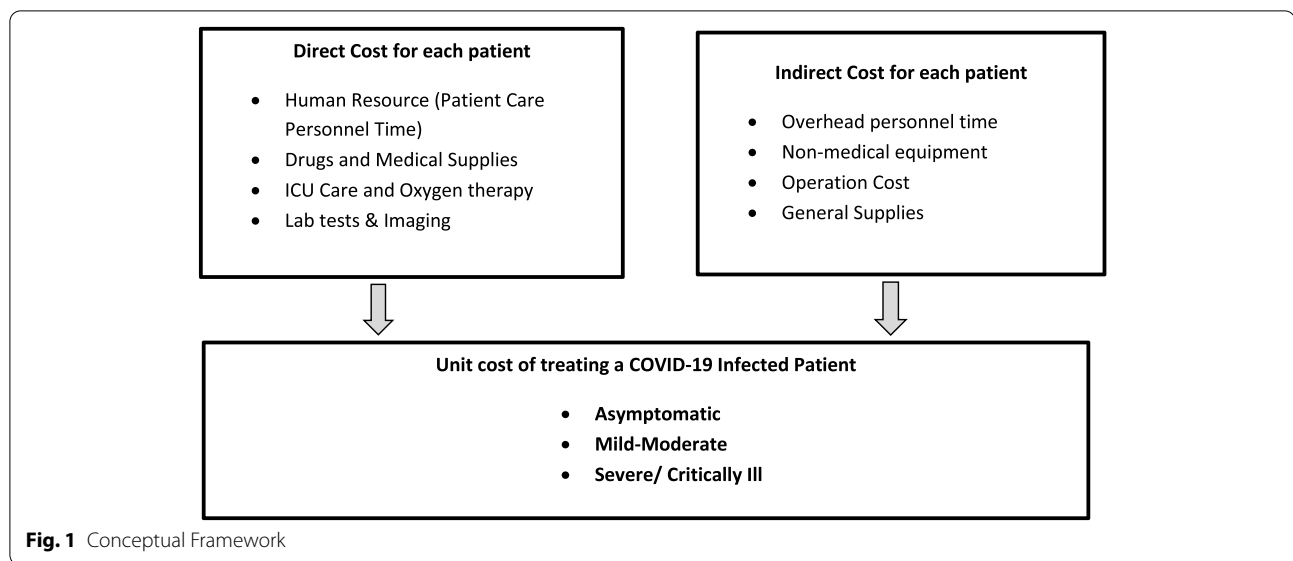 Direct Cost for each patient
• Human Resource (Patient Care
Personnel Time)
• Drugs and Medical Supplies
• ICU Care and Oxygen therapy
• Lab tests & Imaging
Indirect Cost for each patient
• Overhead personnel time
• Non-medical equipment
• Operation Cost
• General Supplies
Unit cost of treating a COVID-19 Infected Patient
• Asymptomatic
• Mild-Moderate
• Severe/ Critically Ill
Fig. 1 Conceptual Framework